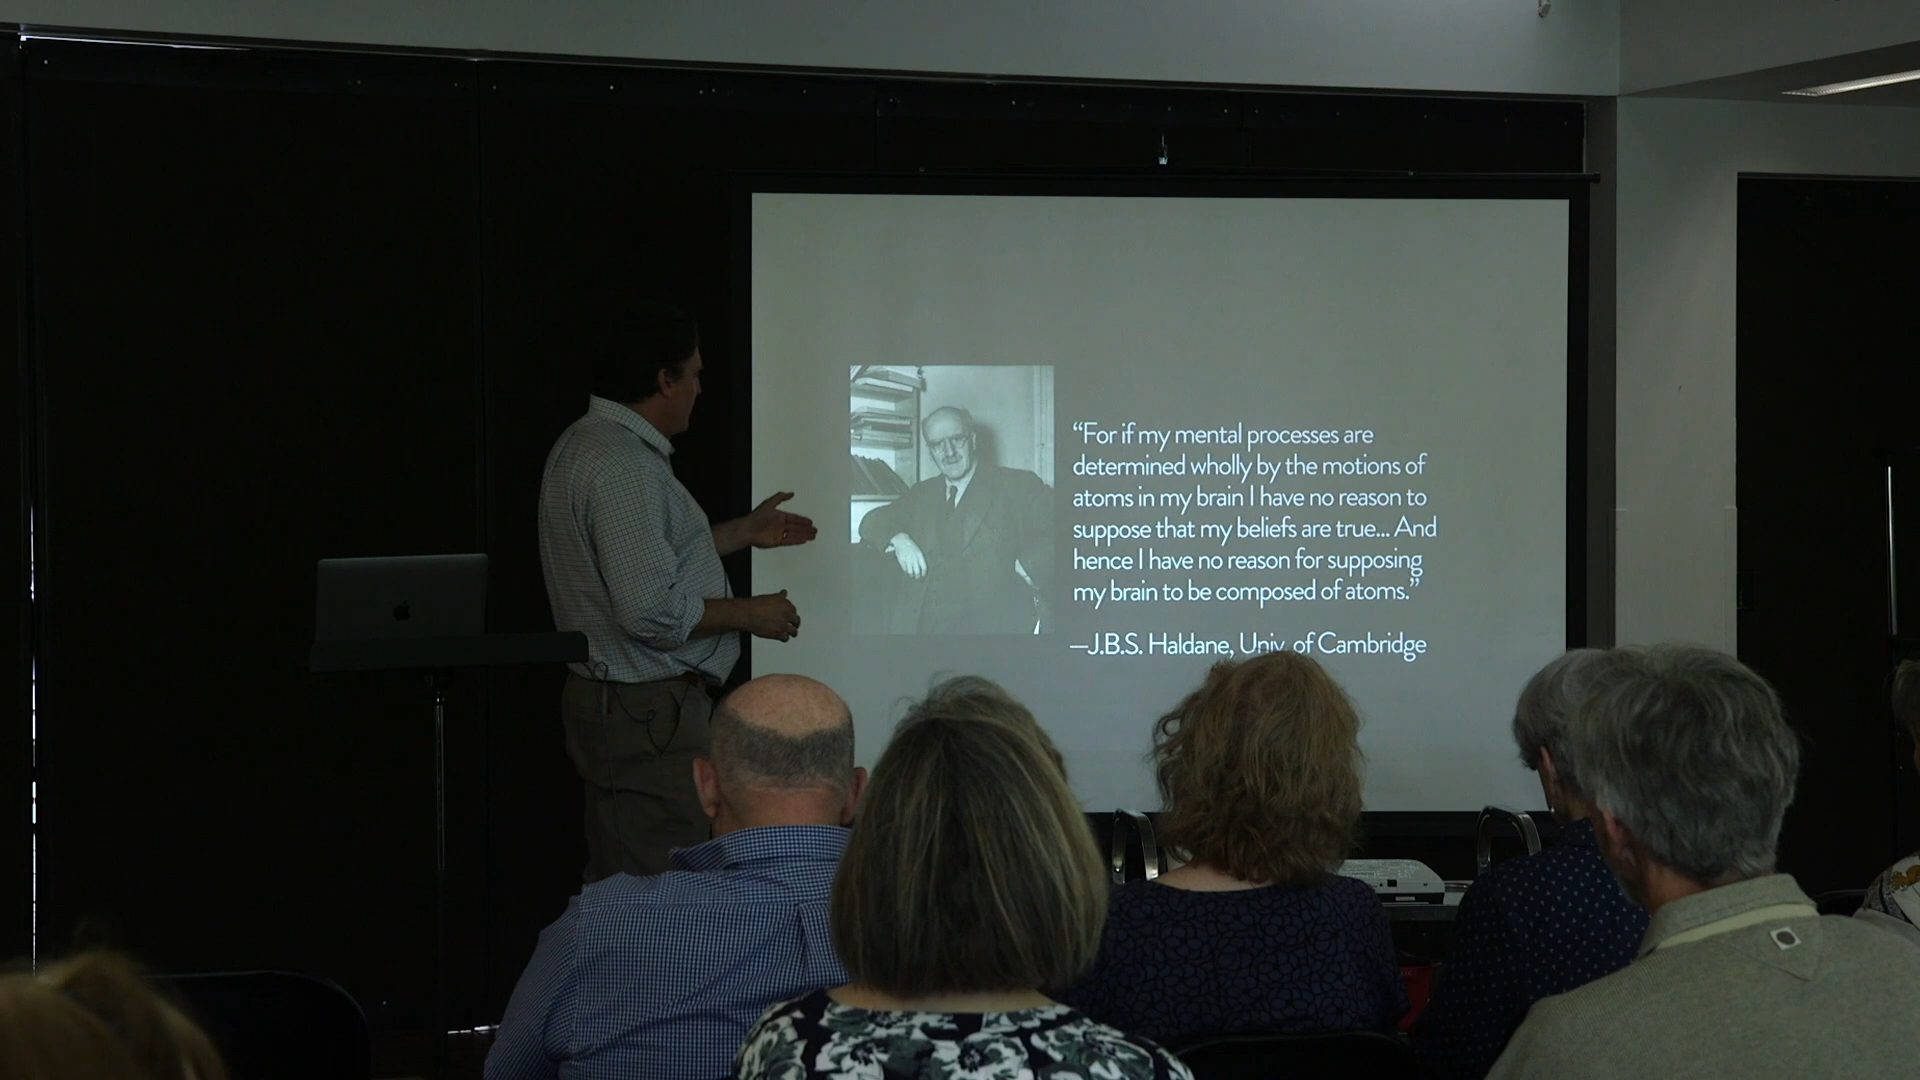 “For if my mental processes are
determined wholly by the motions of
atoms in my brain I have no reason to
suppose that my beliefs are true... And
hence I have no reason for supposing
my brain to be composed of atoms.”
—J.B.S. Haldane, Univ. of Cambridge